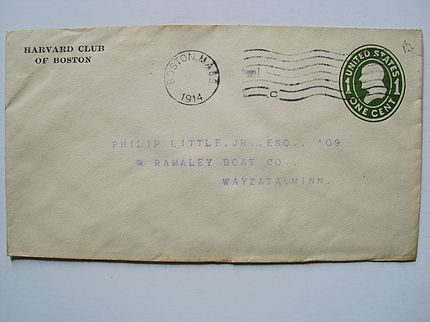 HARVARD CLUB
OF BOSTON
BOSTON, MASS
1914
C
UNITED STATES
1 1
ONE CENT
PHILIP LITTLE, JR., ESQ., '09
RAMALEY BOAT CO.,
WAYZATA, MINN.